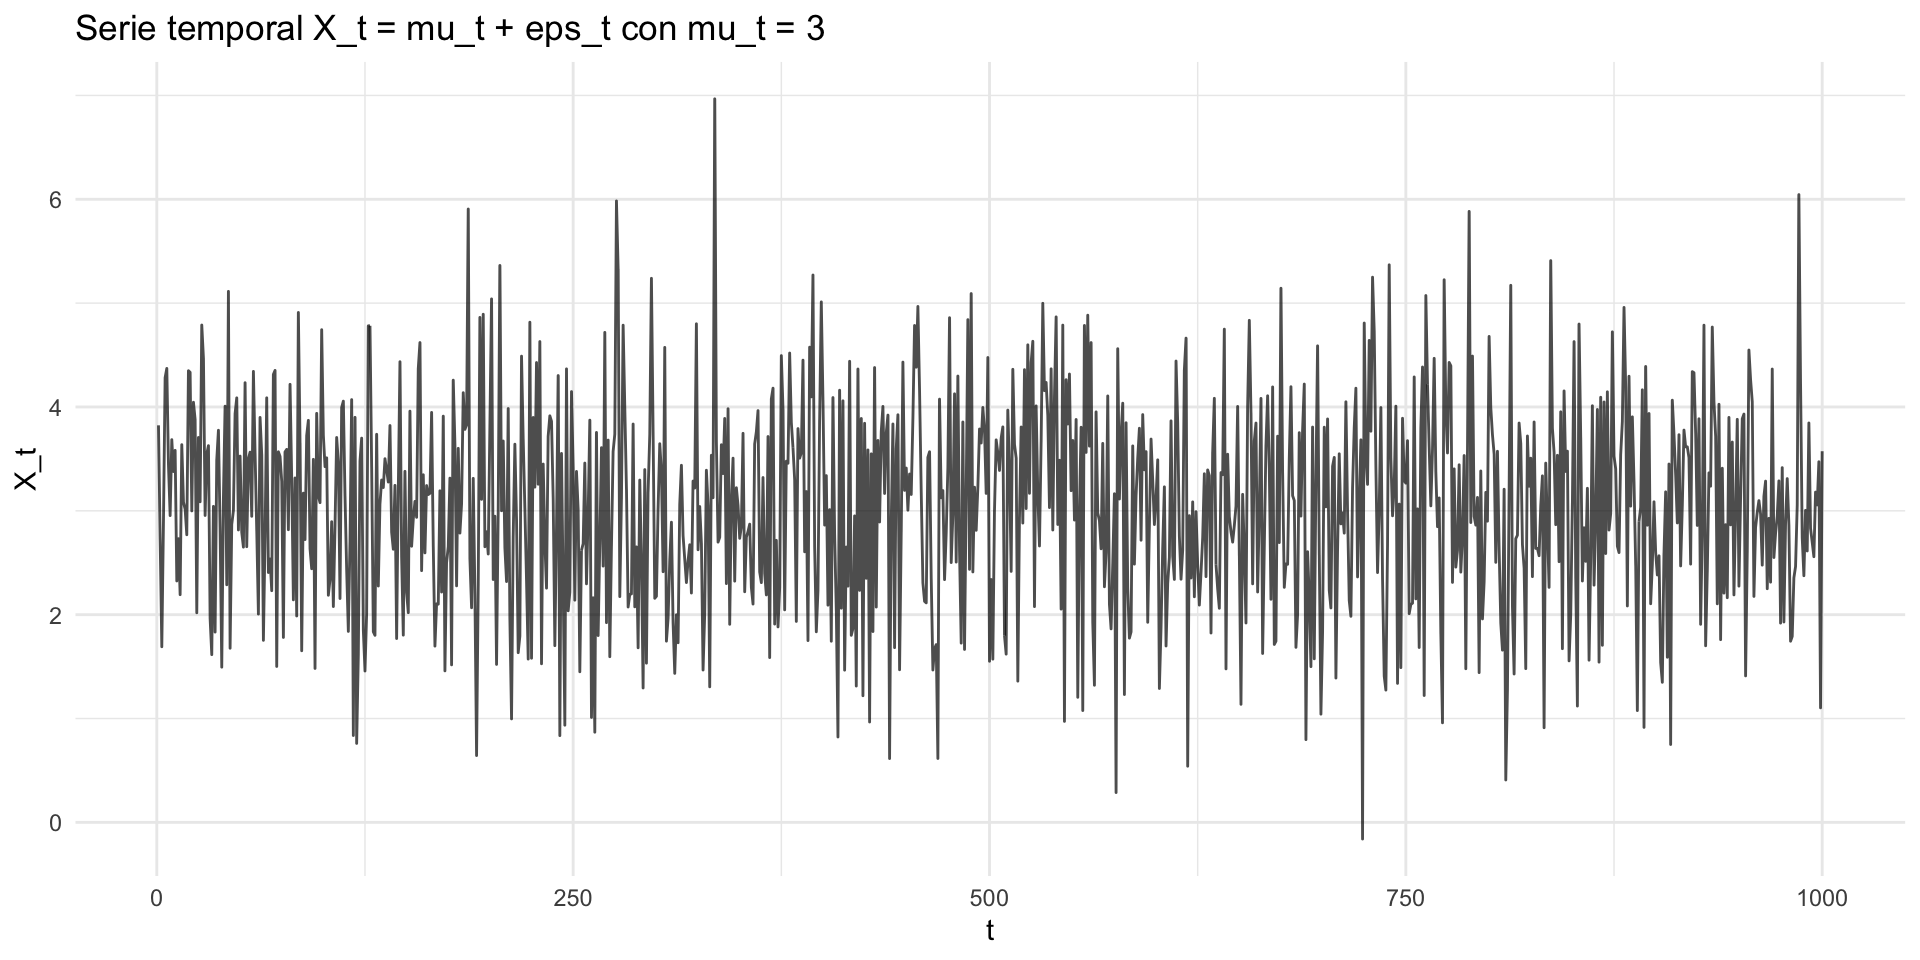 Serie temporal X_t = mu_t + eps_t con mu_t = 3
6
4
2
0
X_t
0 250 500 750 1000
t